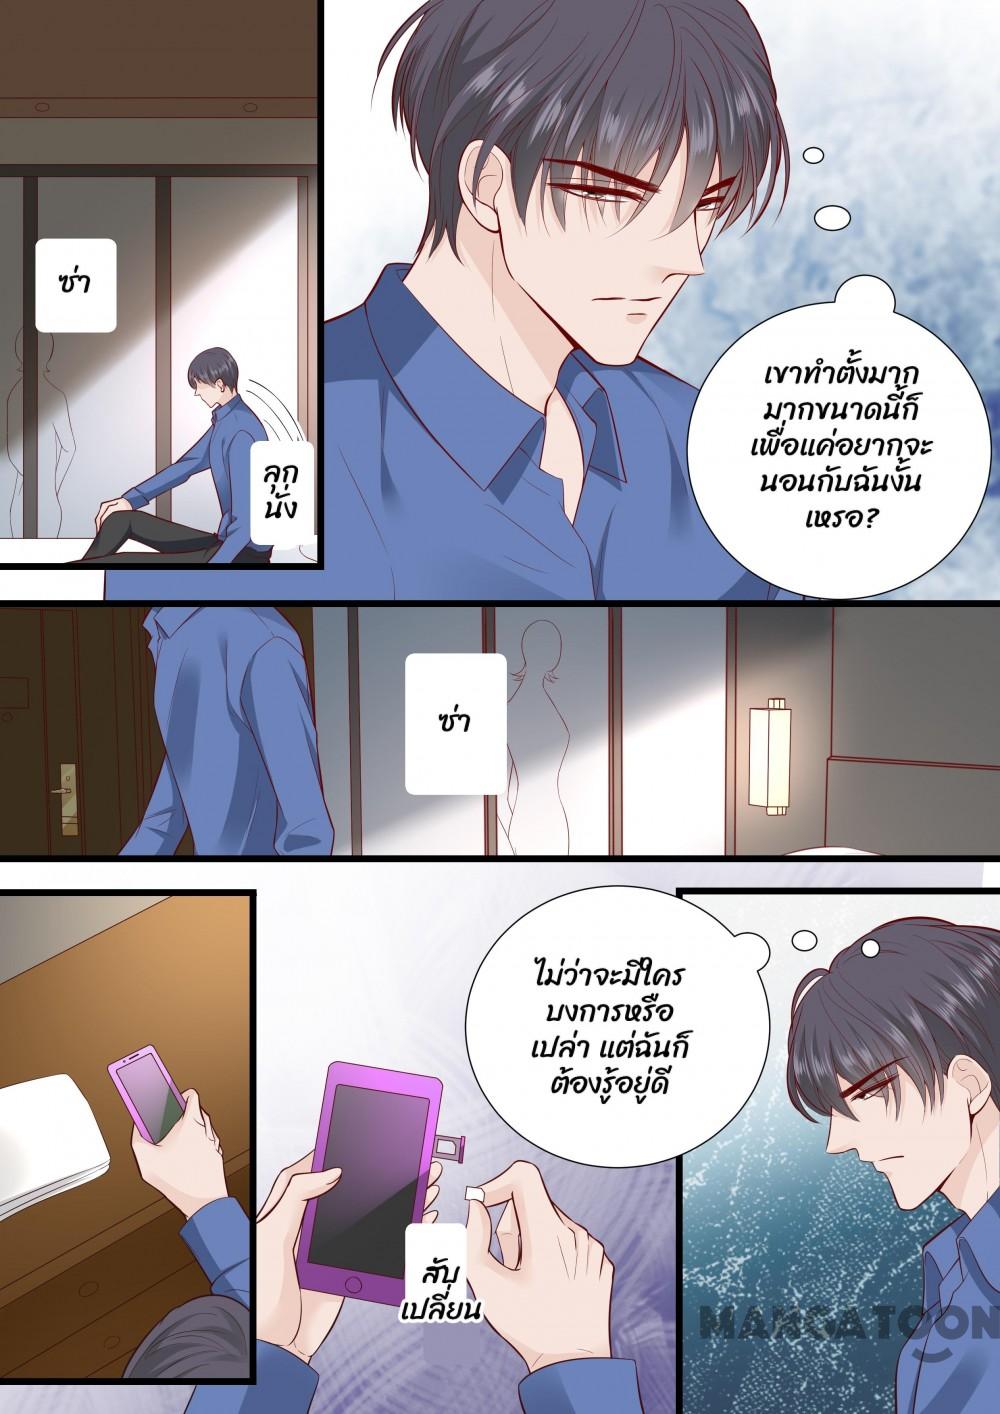 ซ่า
ลุก
นั่ง
เขาทำตั้งมาก
มากขนาดนี้ก็
เพื่อแค่อยากจะ
นอนกับฉันงั้น
เหรอ?
ซ่า
ไม่ว่าจะมีใคร
บงการหรือ
เปล่า แต่ฉันก็
ต้องรู้อยู่ดี
สับ
เปลี่ยน
MANGATOON